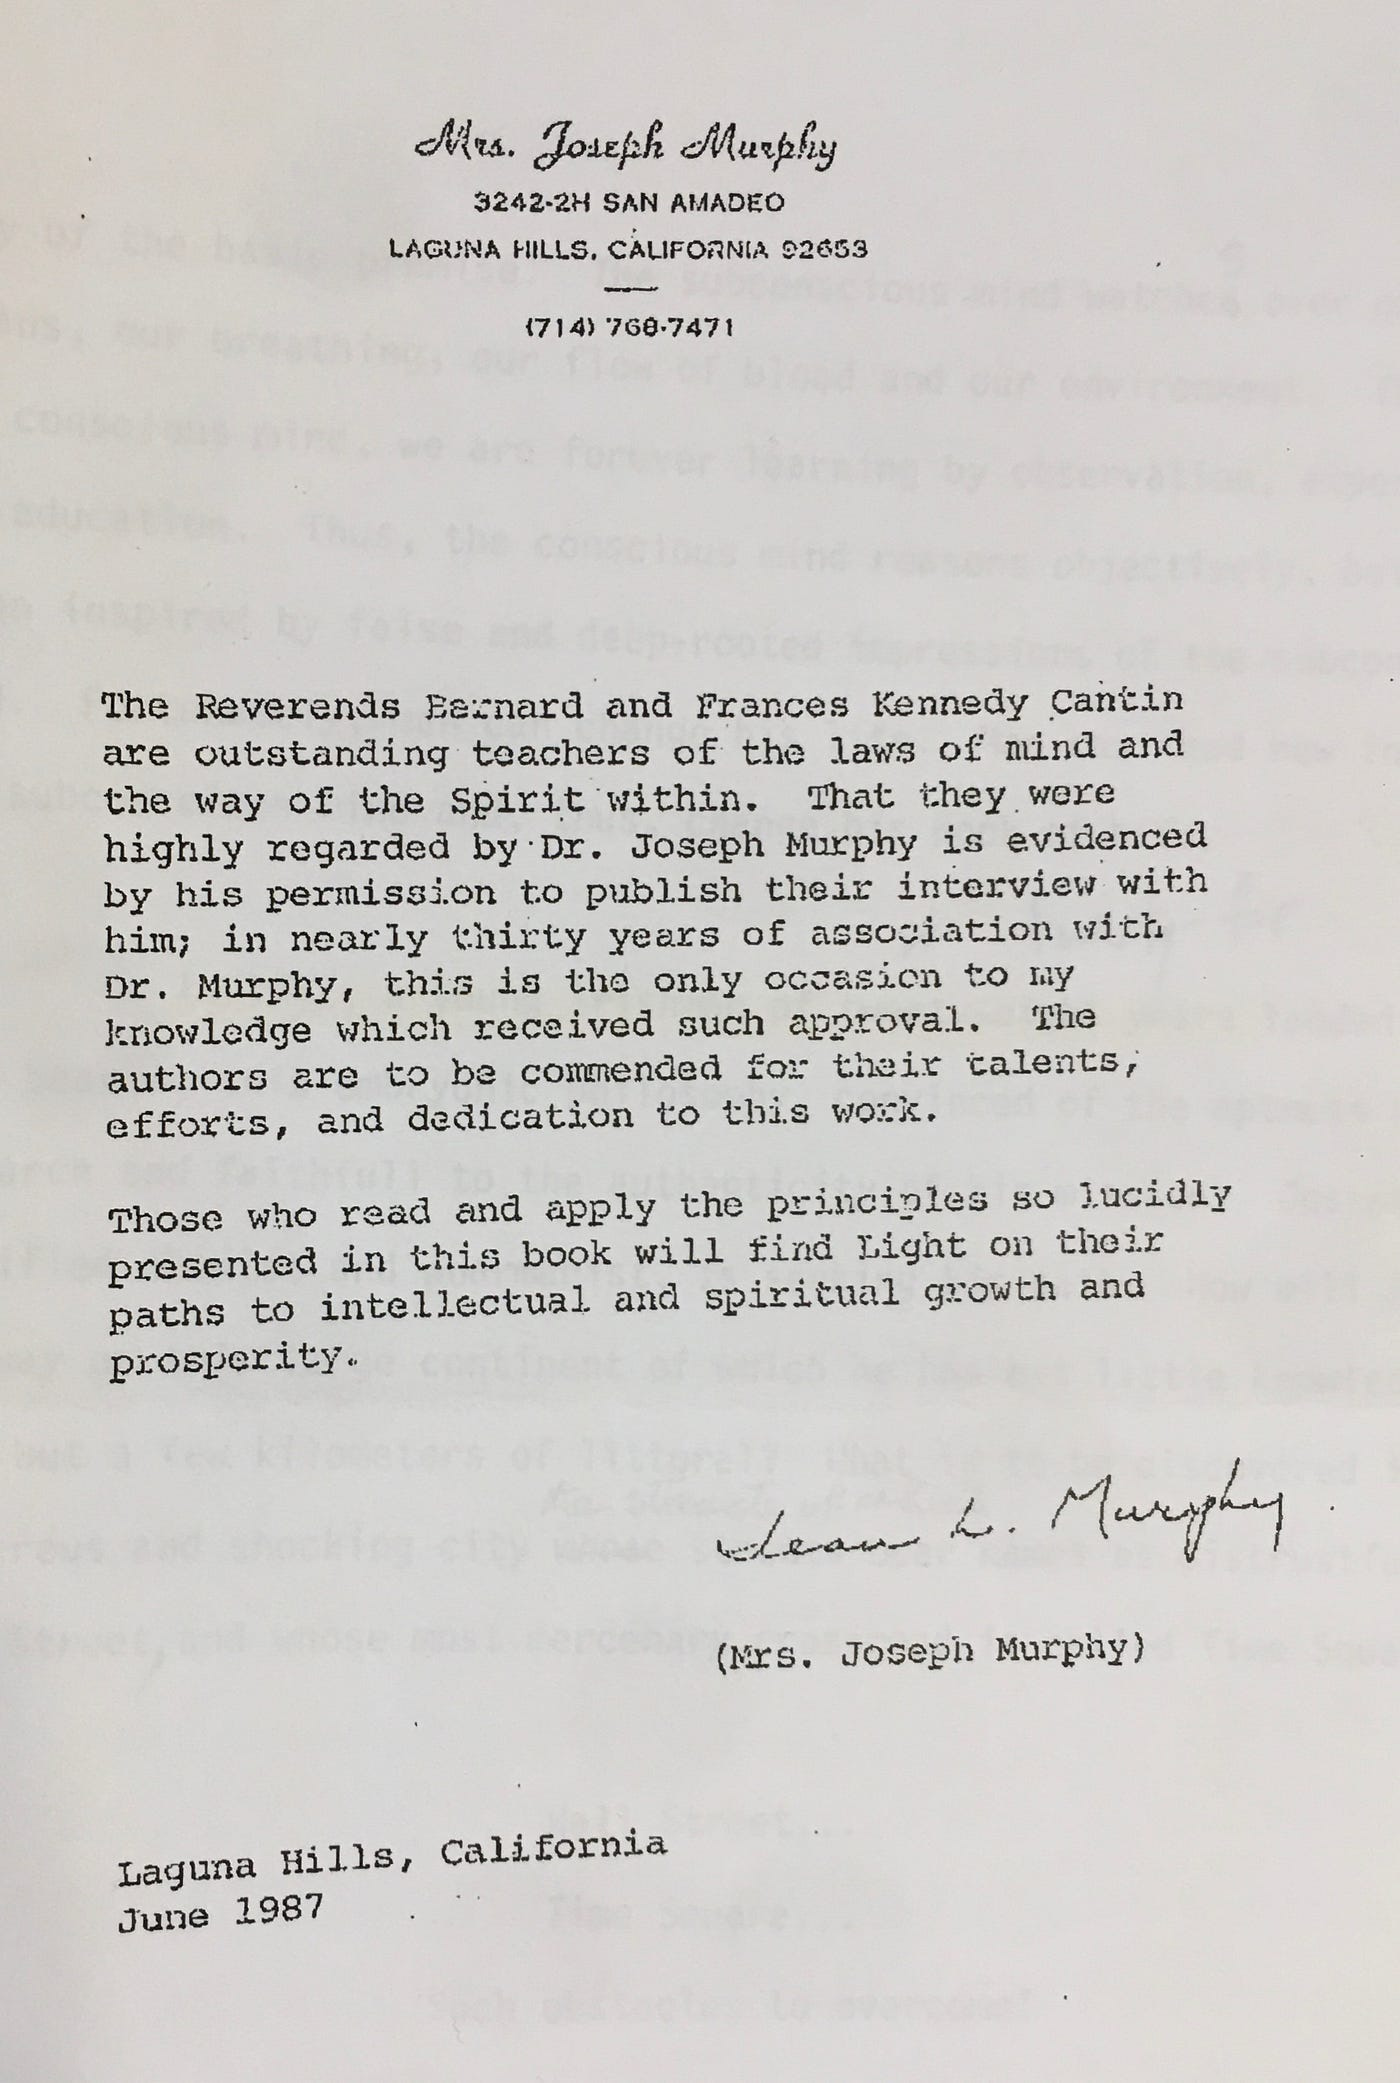 Mrs. Joseph Murphy
3242-2H SAN AMADEO
LAGUNA HILLS, CALIFORNIA 92653
(714) 768-7471
The Reverends Bernard and Frances Kennedy Cantin
are outstanding teachers of the laws of mind and
the way of the Spirit within. That they were
highly regarded by Dr. Joseph Murphy is evidenced
by his permission to publish their interview with
him; in nearly thirty years of association with
Dr. Murphy, this is the only occasion to my
knowledge which received such approval. The
authors are to be commended for their talents,
efforts, and dedication to this work.
Those who read and apply the principles so lucidly
presented in this book will find Light on their
paths to intellectual and spiritual growth and
prosperity.
Jean L. Murphy
(Mrs. Joseph Murphy)
Laguna Hills, California
June 1987